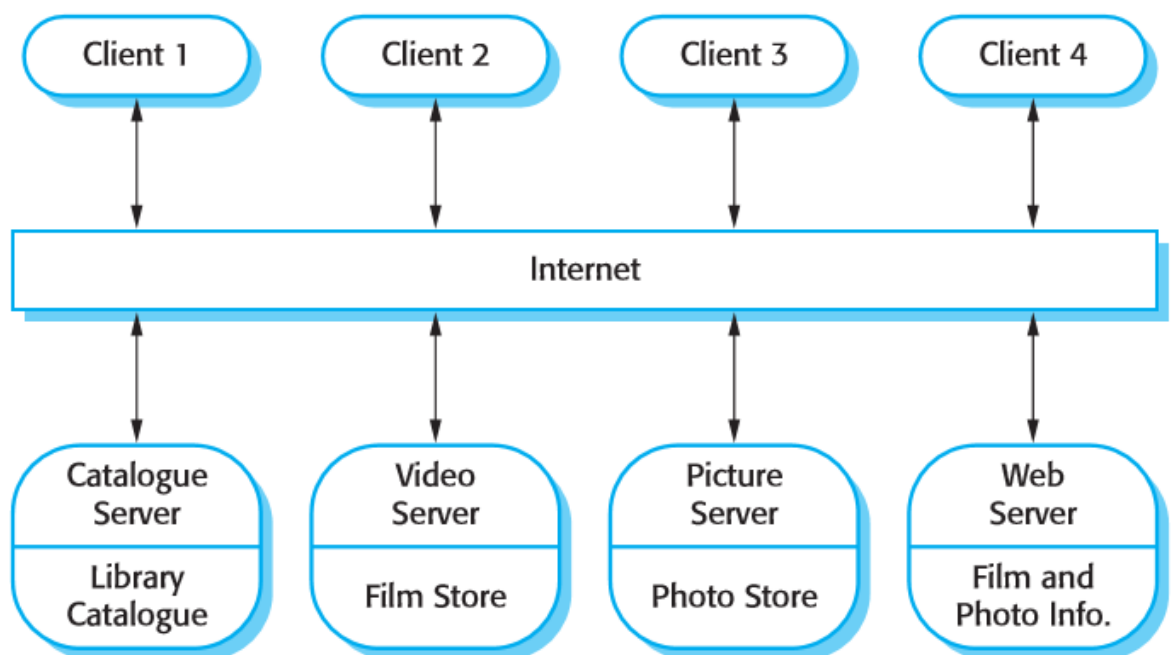 Client 1
Client 2
Client 3
Client 4
Internet
Catalogue
Server
Library
Catalogue
Video
Server
Film Store
Picture
Server
Photo Store
Web
Server
Film and
Photo Info.